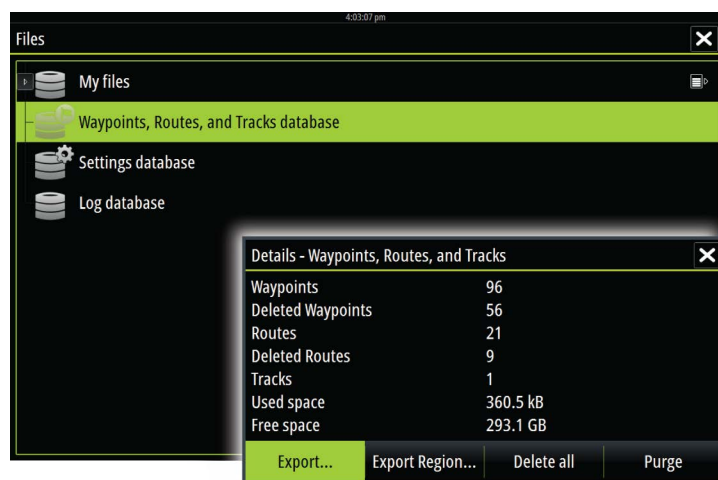 4:03:07 pm
Files
My files
Waypoints, Routes, and Tracks database
Settings database
Log database
Details - Waypoints, Routes, and Tracks
Waypoints 96
Deleted Waypoints 56
Routes 21
Deleted Routes 9
Tracks 1
Used space 360.5 kB
Free space 293.1 GB
Export... Export Region... Delete all Purge